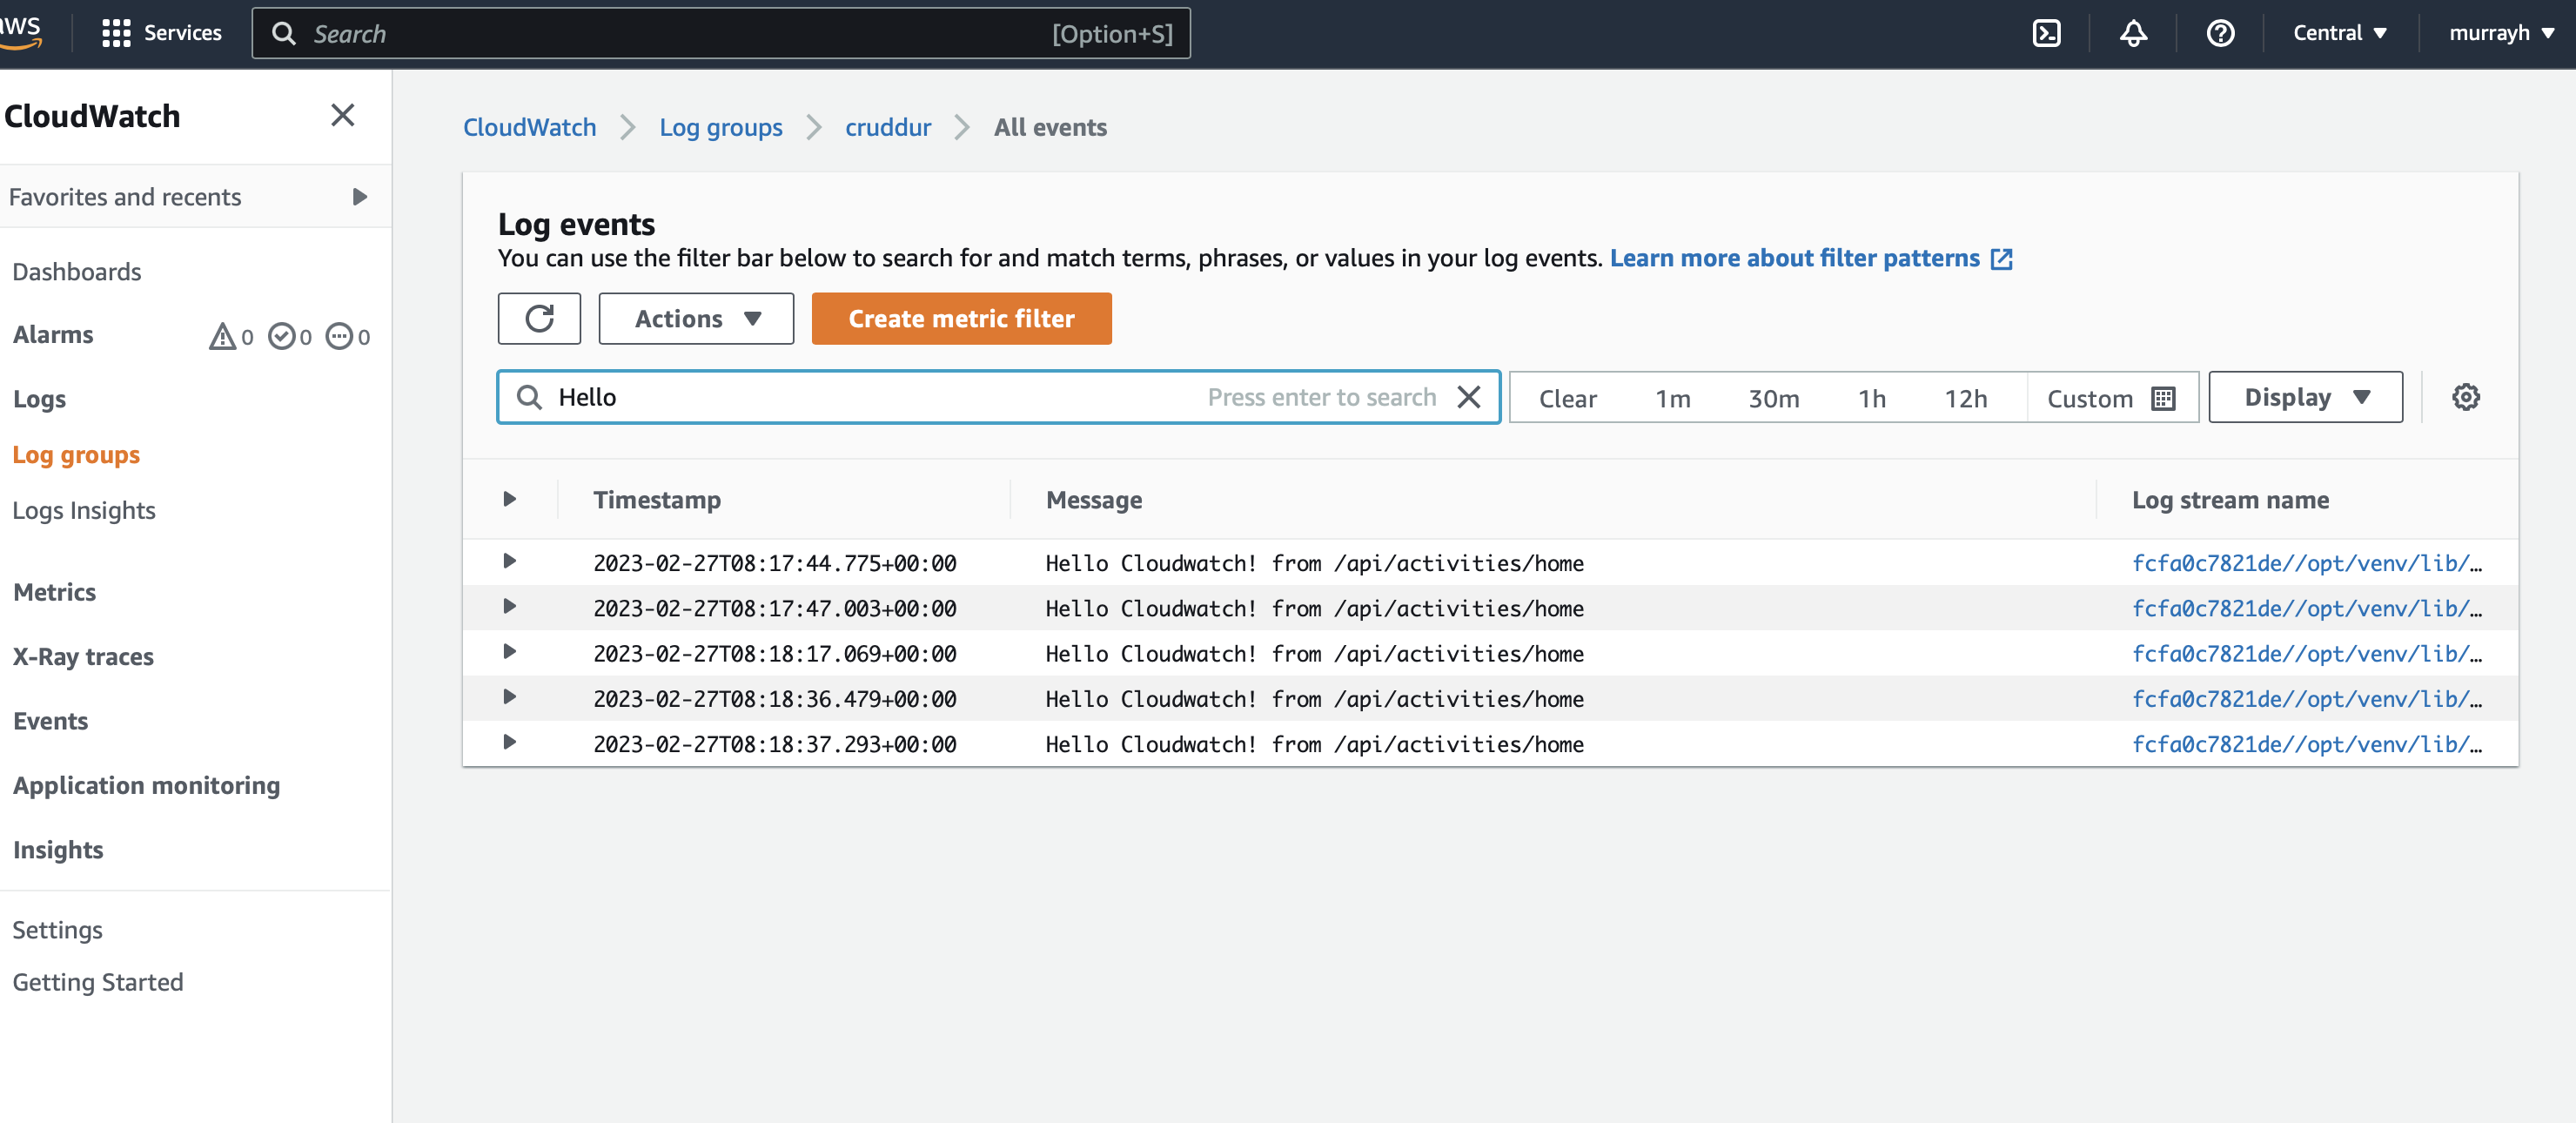 aws
Services
Search
[Option+S]
Central
murrayh
CloudWatch
Favorites and recents
Dashboards
Alarms
0
0
0
Logs
Log groups
Logs Insights
Metrics
X-Ray traces
Events
Application monitoring
Insights
Settings
Getting Started
CloudWatch
Log groups
cruddur
All events
Log events
You can use the filter bar below to search for and match terms, phrases, or values in your log events. Learn more about filter patterns
Actions
Create metric filter
Hello
Press enter to search
Clear
1m
30m
1h
12h
Custom
Display
Timestamp
Message
Log stream name
2023-02-27T08:17:44.775+00:00 Hello Cloudwatch! from /api/activities/home fcfa0c7821de//opt/venv/lib/…
2023-02-27T08:17:47.003+00:00 Hello Cloudwatch! from /api/activities/home fcfa0c7821de//opt/venv/lib/…
2023-02-27T08:18:17.069+00:00 Hello Cloudwatch! from /api/activities/home fcfa0c7821de//opt/venv/lib/…
2023-02-27T08:18:36.479+00:00 Hello Cloudwatch! from /api/activities/home fcfa0c7821de//opt/venv/lib/…
2023-02-27T08:18:37.293+00:00 Hello Cloudwatch! from /api/activities/home fcfa0c7821de//opt/venv/lib/…